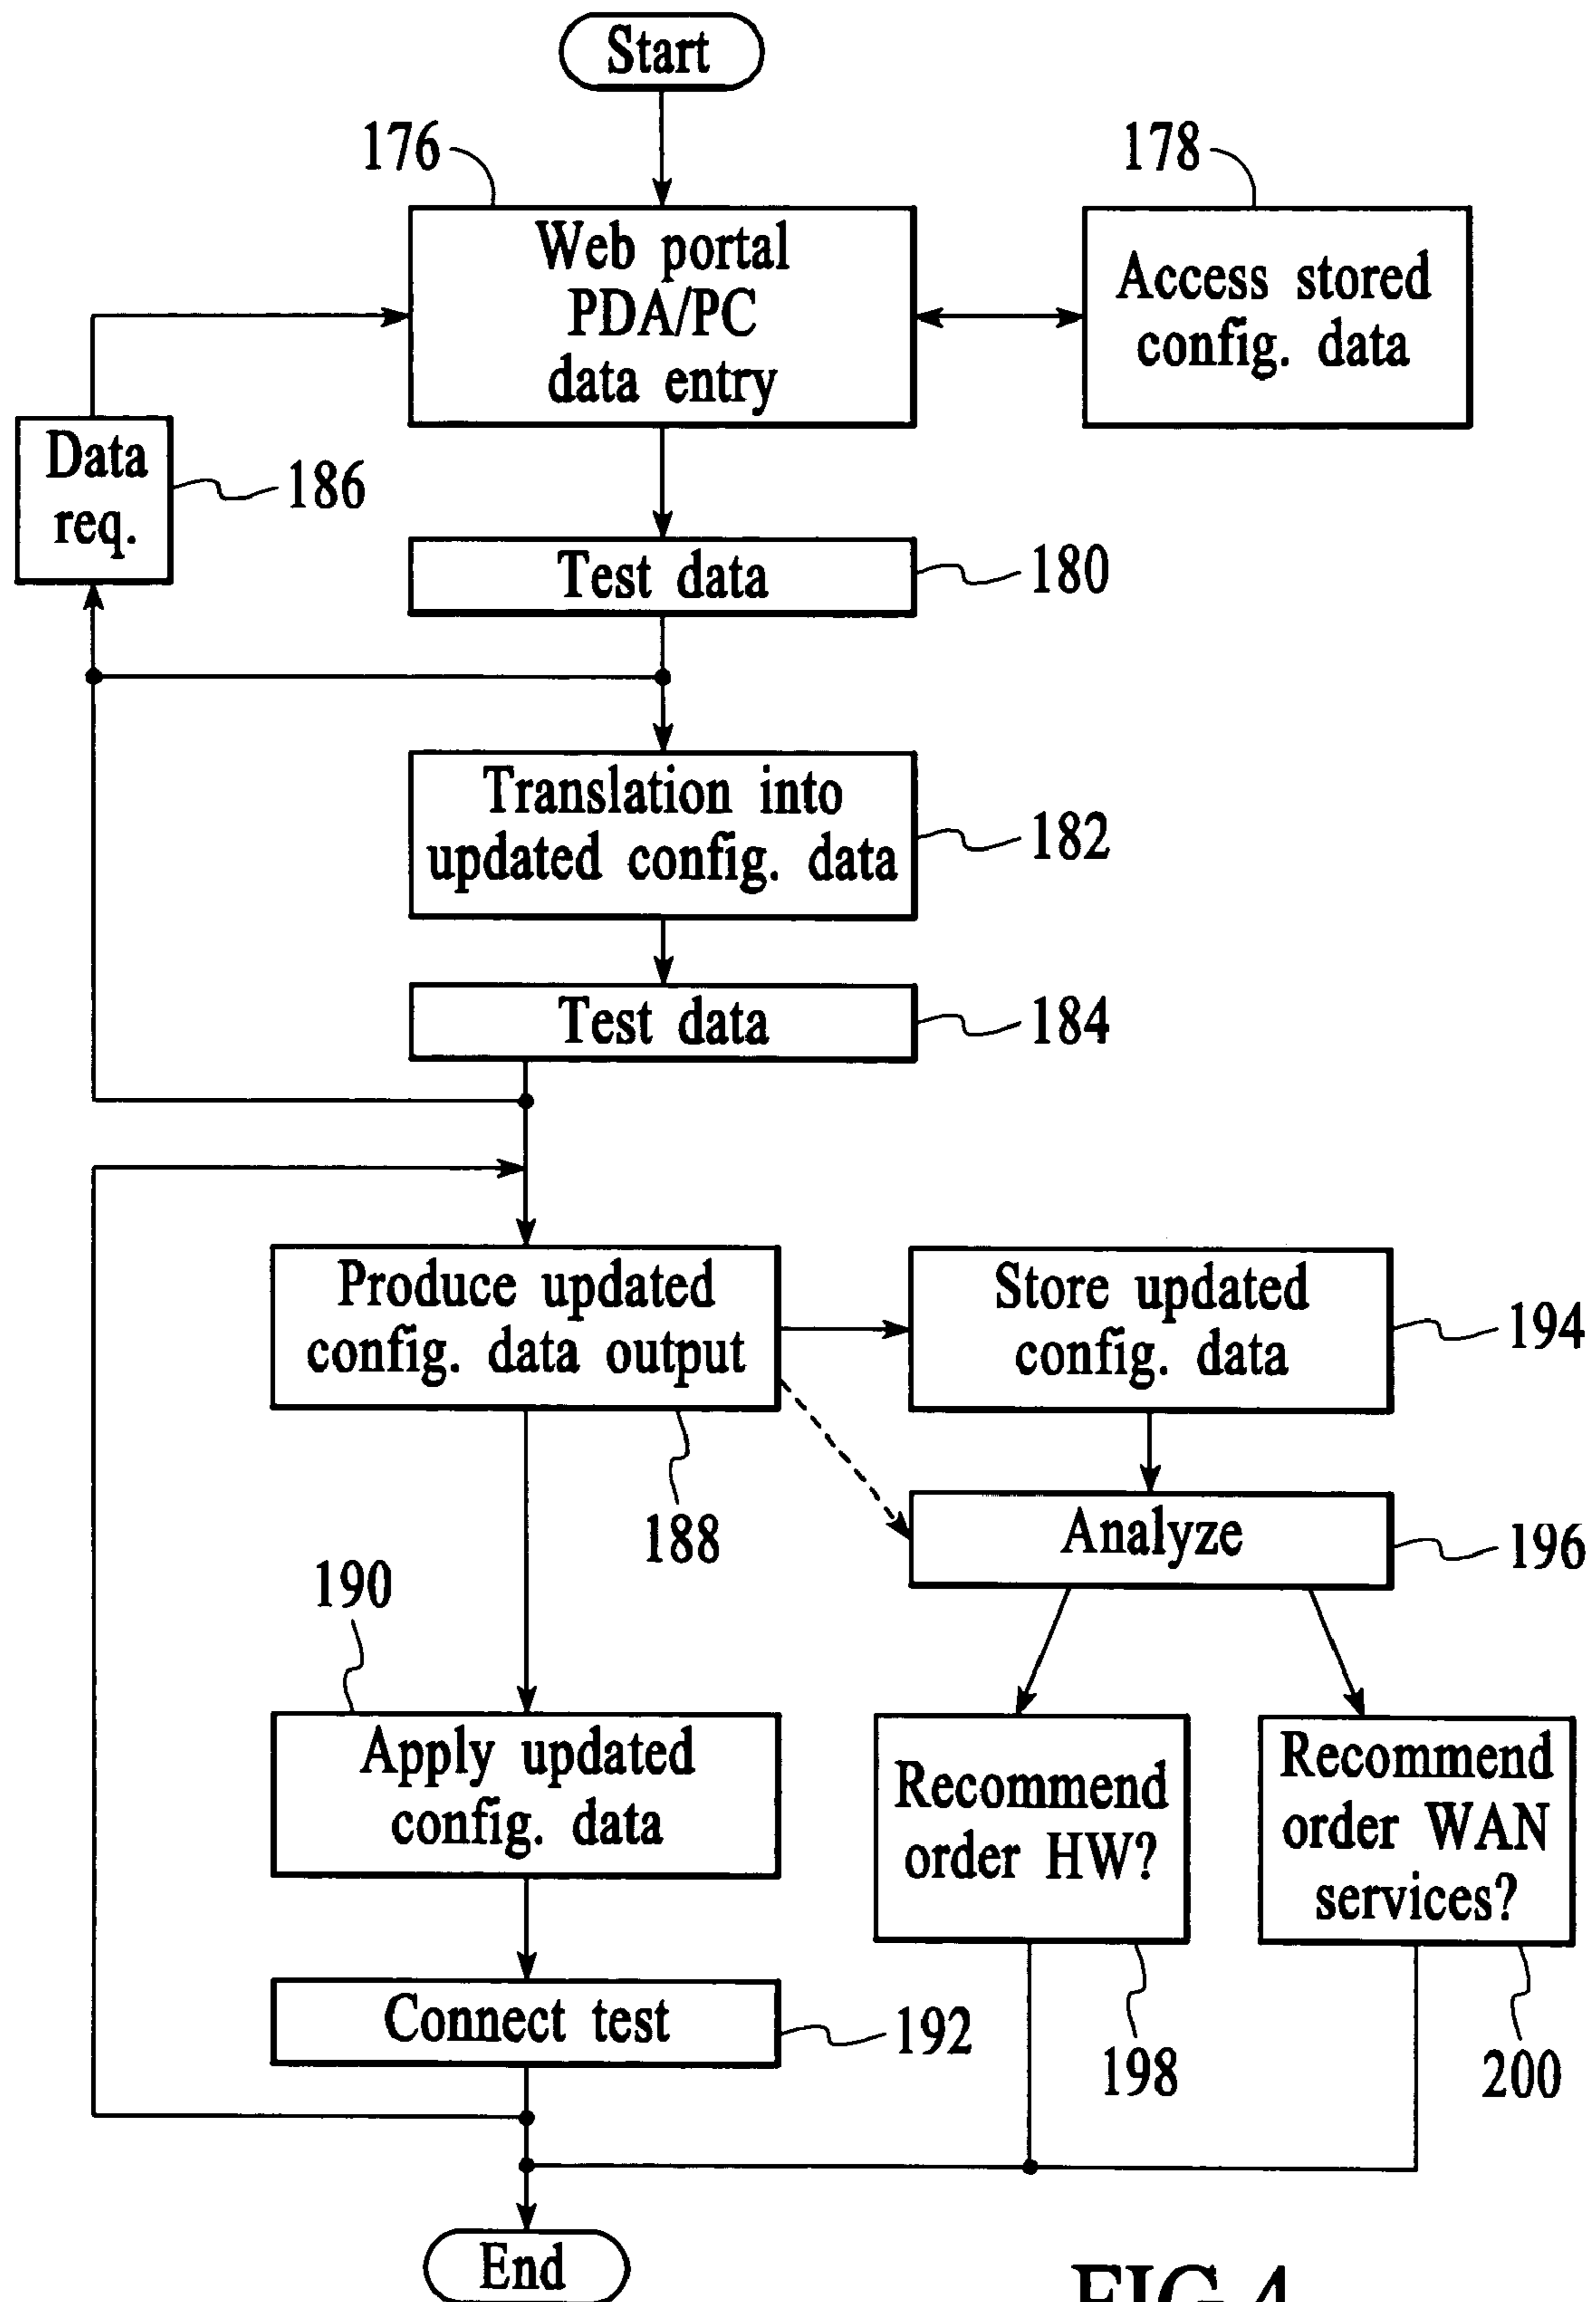 Start
176
178
Web portal
PDA/PC
data entry
Access stored
config. data
Data
req.
186
Test data
180
Translation into
updated config. data
182
Test data
184
Produce updated
config. data output
Store updated
config. data
194
188
Analyze
196
190
Apply updated
config. data
Recommend
order HW?
Recommend
order WAN
services?
Connect test
192
198
200
End
FIG.4